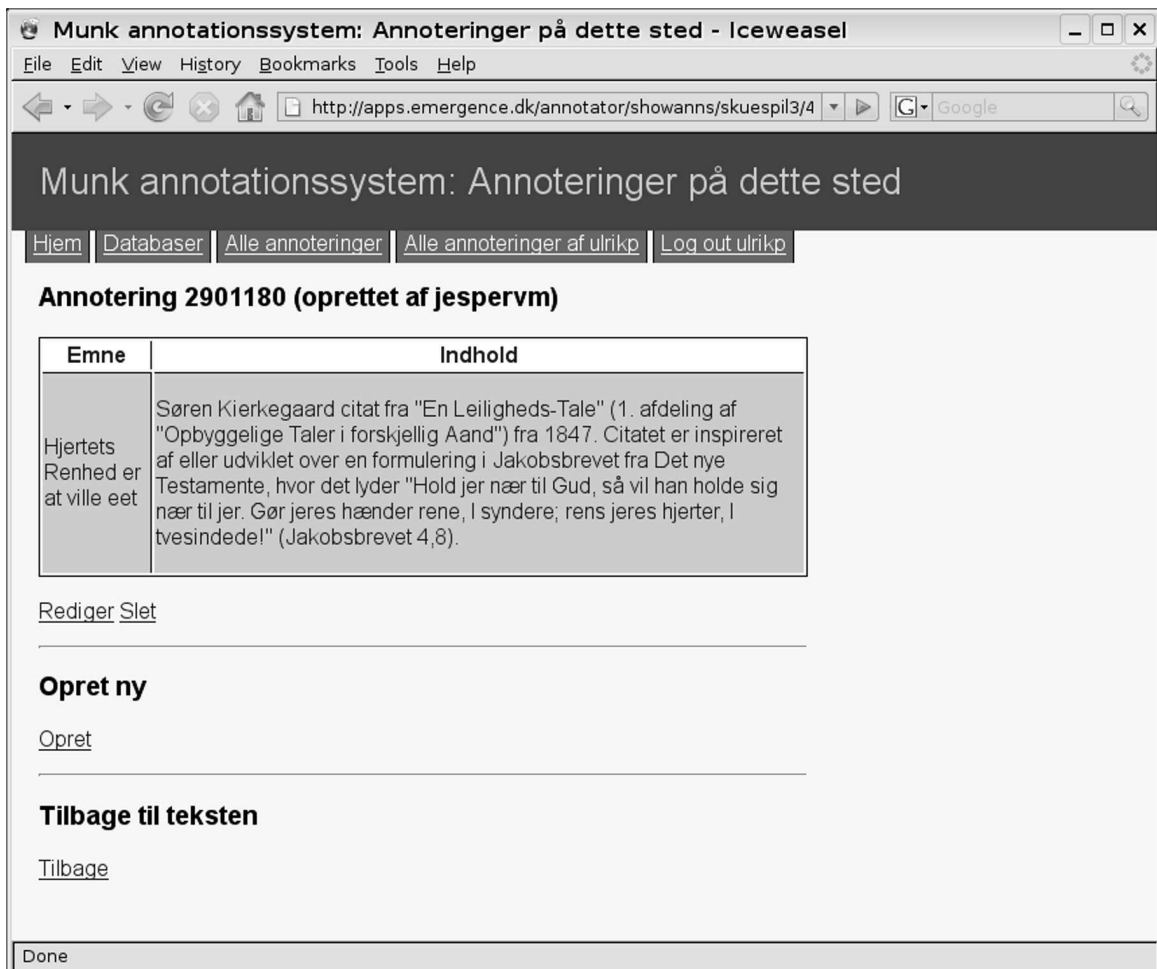 Munk annotationssystem: Annoteringer på dette sted - Iceweasel
File Edit View History Bookmarks Tools Help
http://apps.emergence.dk/annotator/showanns/skuespil3/4 G Google
Munk annotationssystem: Annoteringer på dette sted
Hjem Databaser Alle annoteringer Alle annoteringer af ulrikp Log out ulrikp
Annotering 2901180 (oprettet af jespervm)
Emne Indhold
Hjertets
Renhed er
at ville eet
Søren Kierkegaard citat fra "En Leiligheds-Tale" (1. afdeling af
"Opbyggelige Taler i forskjellig Aand") fra 1847. Citatet er inspireret
af eller udviklet over en formulering i Jakobsbrevet fra Det nye
Testamente, hvor det lyder "Hold jer nær til Gud, så vil han holde sig
nær til jer. Gør jeres hænder rene, I syndere; rens jeres hjerter, I
tvesindede!" (Jakobsbrevet 4,8).
Rediger Slet
Opret ny
Opret
Tilbage til teksten
Tilbage
Done